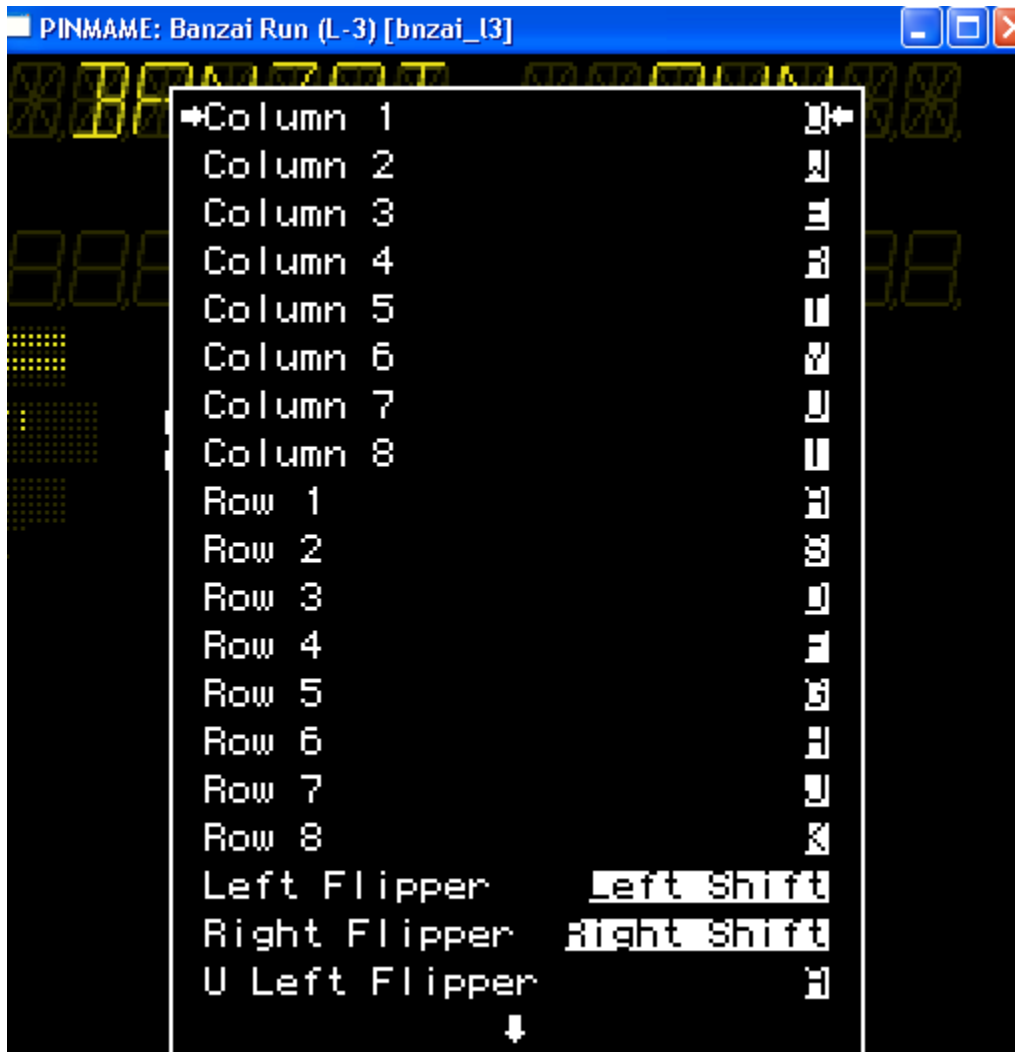 PINMAME: Banzai Run (L-3) [bnzai_l3]
BANZAI RUN
Column 1 Q
Column 2 W
Column 3 E
Column 4 R
Column 5 T
Column 6 Y
Column 7 U
Column 8 I
Row 1 A
Row 2 S
Row 3 D
Row 4 F
Row 5 G
Row 6 H
Row 7 J
Row 8 K
Left Flipper Left Shift
Right Flipper Right Shift
U Left Flipper A